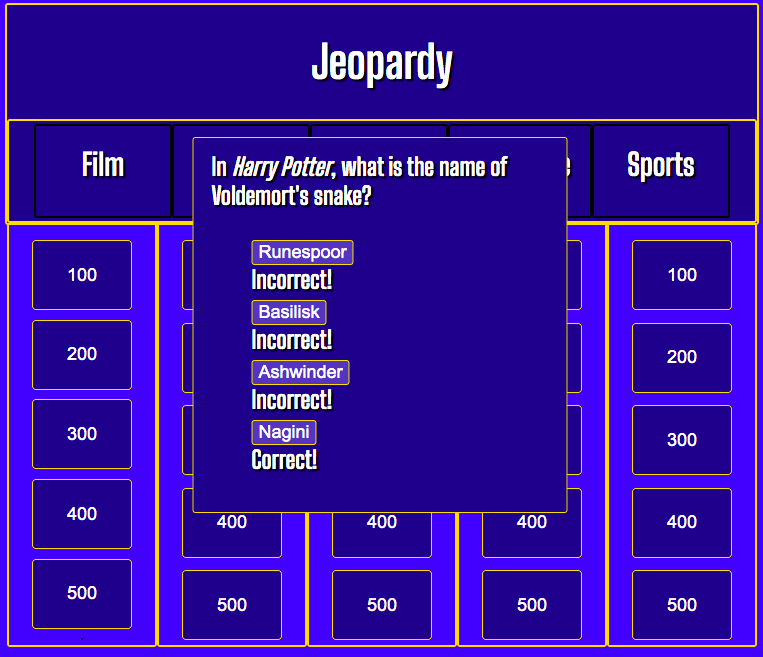 Jeopardy
Film
Sports
In Harry Potter, what is the name of
Voldemort's snake?
Runespoor
Incorrect!
Basilisk
Incorrect!
Ashwinder
Incorrect!
Nagini
Correct!
100
100
200
200
300
300
400
400
400
400
400
500
500
500
500
500